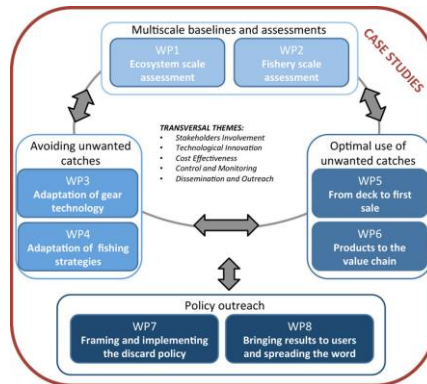 Multiscale baselines and assessments
WP1
Ecosystem scale
assessment
WP2
Fishery scale
assessment
CASE STUDIES
TRANSVERSAL THEMES:
• Stakeholders Involvement
• Technological Innovation
• Cost Effectiveness
• Control and Monitoring
• Dissemination and Outreach
Avoiding unwanted
catches
WP3
Adaptation of gear
technology
WP4
Adaptation of fishing
strategies
Optimal use of
unwanted catches
WP5
From deck to first
sale
WP6
Products to the
value chain
Policy outreach
WP7
Framing and implementing
the discard policy
WP8
Bringing results to users
and spreading the word